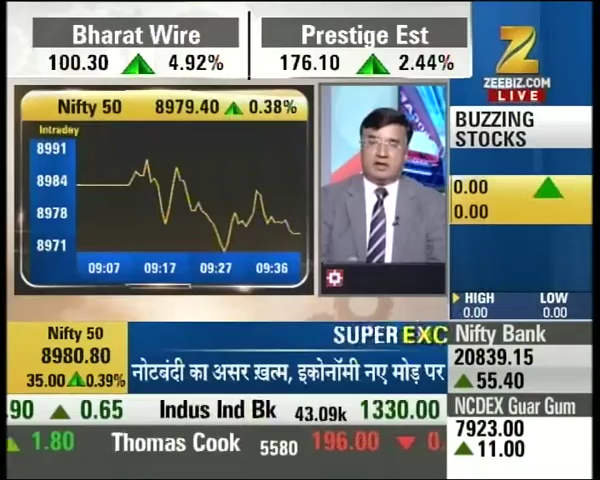 Bharat Wire
100.30 4.92%
Prestige Est
176.10 2.44%
ZEEBIZ.COM
LIVE
Nifty 50 8979.40 0.38%
Intraday
8991
8984
8978
8971
09:07 09:17 09:27 09:36
BUZZING
STOCKS
0.00
0.00
HIGH LOW
0.00 0.00
Nifty 50
8980.80
35.00 0.39%
SUPER EXC
नोटबंदी का असर ख़त्म, इकोनॉमी नए मोड़ पर
Nifty Bank
20839.15
55.40
NCDEX Guar Gum
7923.00
11.00
.90 0.65 Indus Ind Bk 43.09k 1330.00
1.80 Thomas Cook 5580 196.00 0.